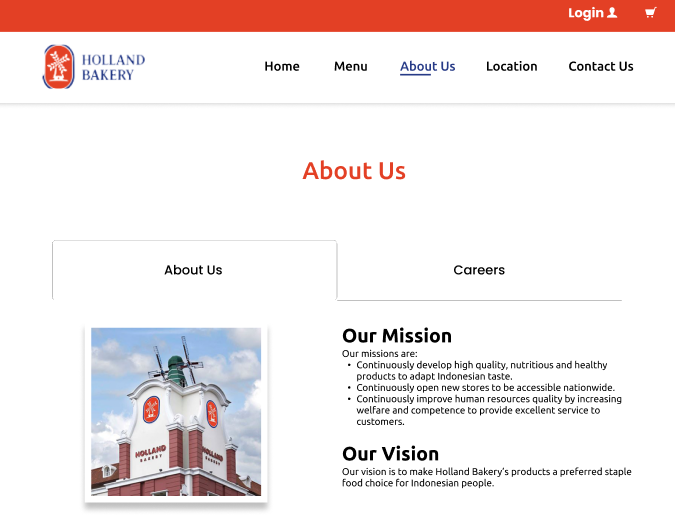 Login
HOLLAND
BAKERY
Home Menu About Us Location Contact Us
About Us
About Us Careers
HOLLAND
BAKERY
HOLLAND
BAKERY
Our Mission
Our missions are:
• Continuously develop high quality, nutritious and healthy
products to adapt Indonesian taste.
• Continuously open new stores to be accessible nationwide.
• Continuously improve human resources quality by increasing
welfare and competence to provide excellent service to
customers.
Our Vision
Our vision is to make Holland Bakery's products a preferred staple
food choice for Indonesian people.